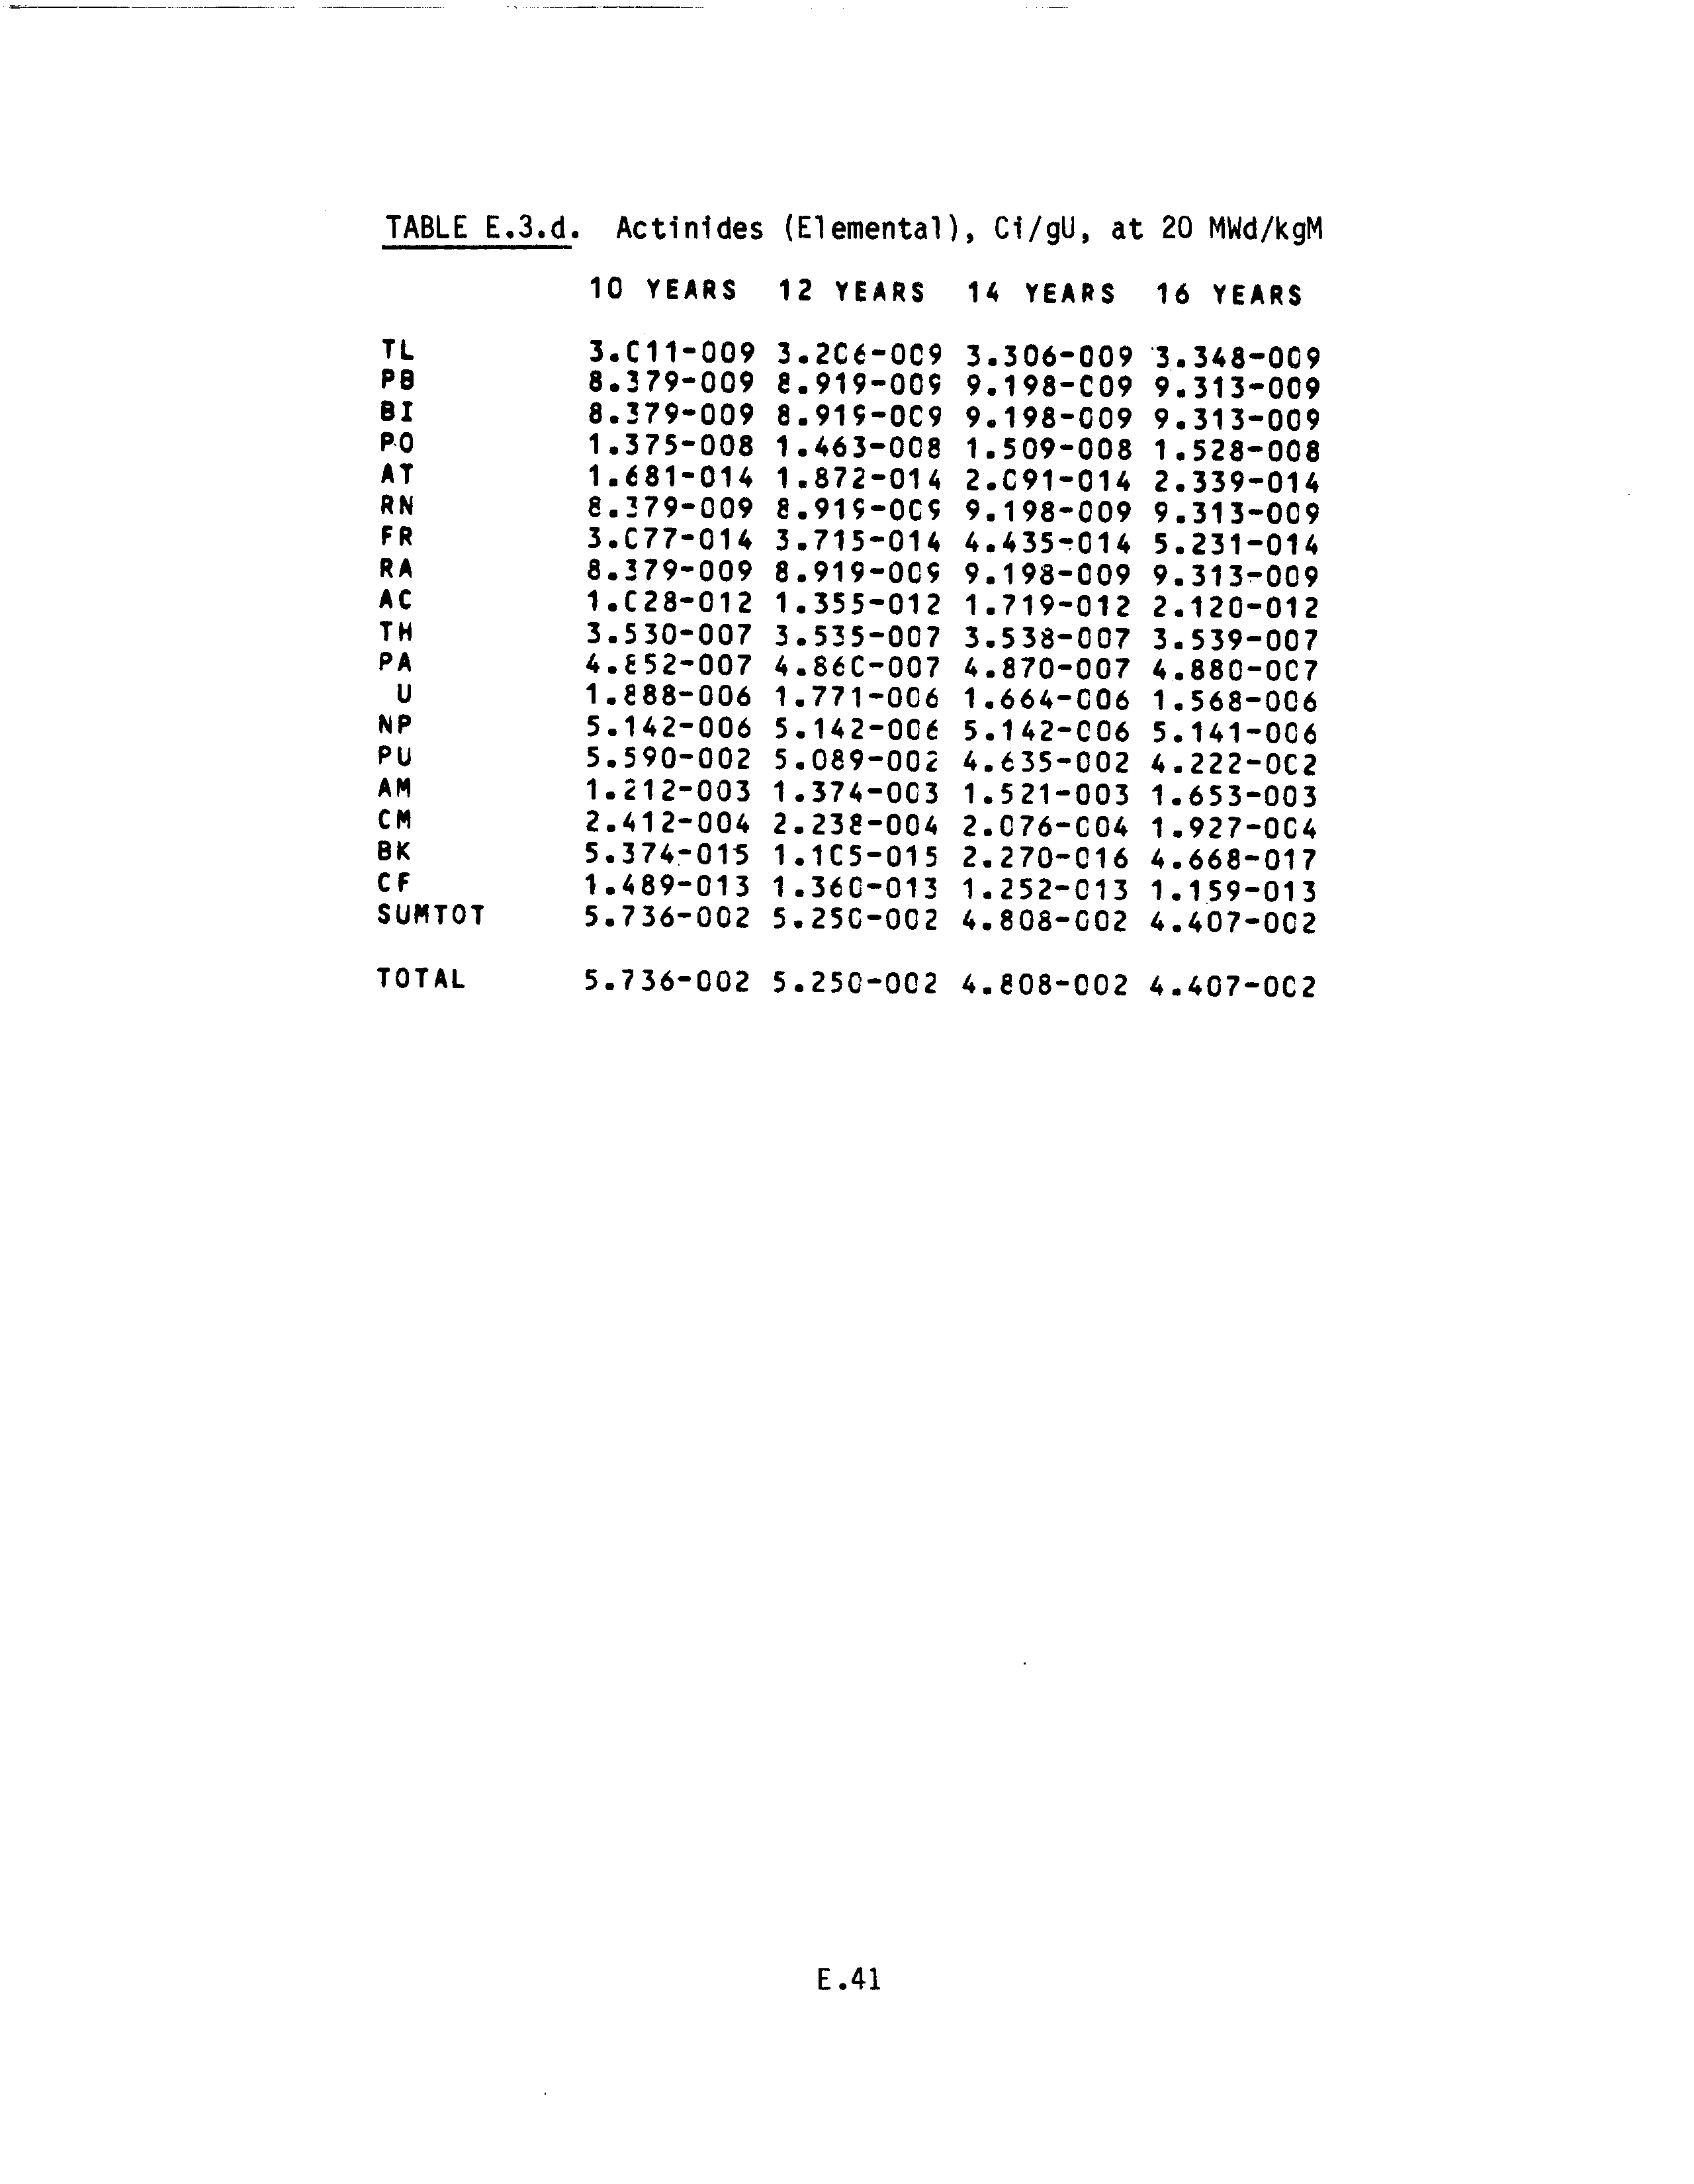 TABLE E.3.d. Actinides (Elemental), Ci/gU, at 20 MWd/kgM
10 YEARS 12 YEARS 14 YEARS 16 YEARS
TL 3.011-009 3.206-009 3.306-009 3.348-009
PB 8.379-009 8.919-009 9.198-009 9.313-009
BI 8.379-009 8.919-009 9.198-009 9.313-009
PO 1.375-008 1.463-008 1.509-008 1.528-008
AT 1.681-014 1.872-014 2.091-014 2.339-014
RN 8.379-009 8.919-009 9.198-009 9.313-009
FR 3.077-014 3.715-014 4.435-014 5.231-014
RA 8.379-009 8.919-009 9.198-009 9.313-009
AC 1.028-012 1.355-012 1.719-012 2.120-012
TH 3.530-007 3.535-007 3.538-007 3.539-007
PA 4.852-007 4.860-007 4.870-007 4.880-007
U 1.888-006 1.771-006 1.664-006 1.568-006
NP 5.142-006 5.142-006 5.142-006 5.141-006
PU 5.590-002 5.089-002 4.635-002 4.222-002
AM 1.212-003 1.374-003 1.521-003 1.653-003
CM 2.412-004 2.238-004 2.076-004 1.927-004
BK 5.374-015 1.105-015 2.270-016 4.668-017
CF 1.489-013 1.360-013 1.252-013 1.159-013
SUMTOT 5.736-002 5.250-002 4.808-002 4.407-002
TOTAL 5.736-002 5.250-002 4.808-002 4.407-002
E.41